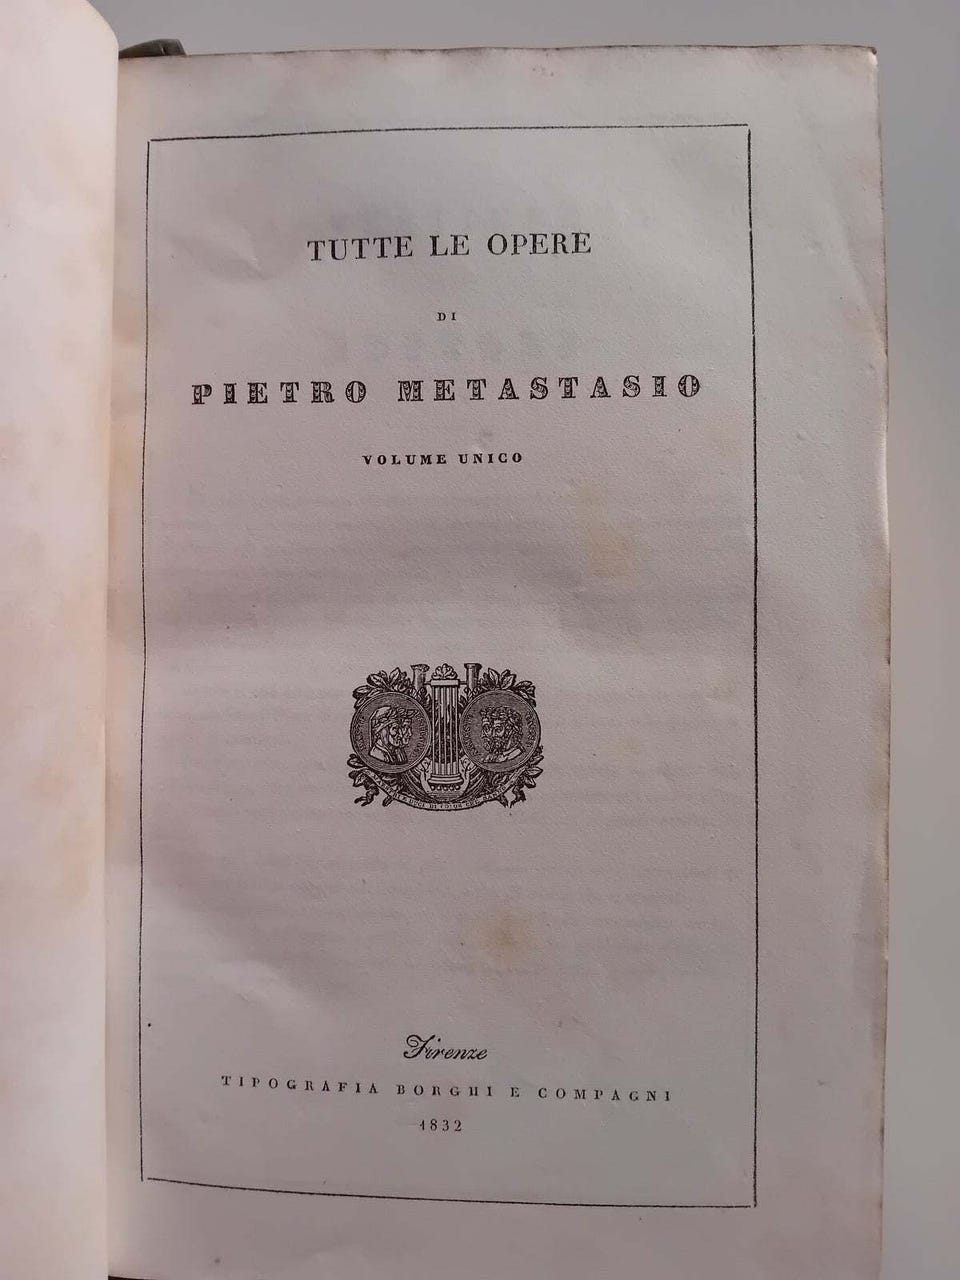 TUTTE LE OPERE
DI
PIETRO METASTASIO
VOLUME UNICO
Firenze
TIPOGRAFIA BORGHI E COMPAGNI
1832